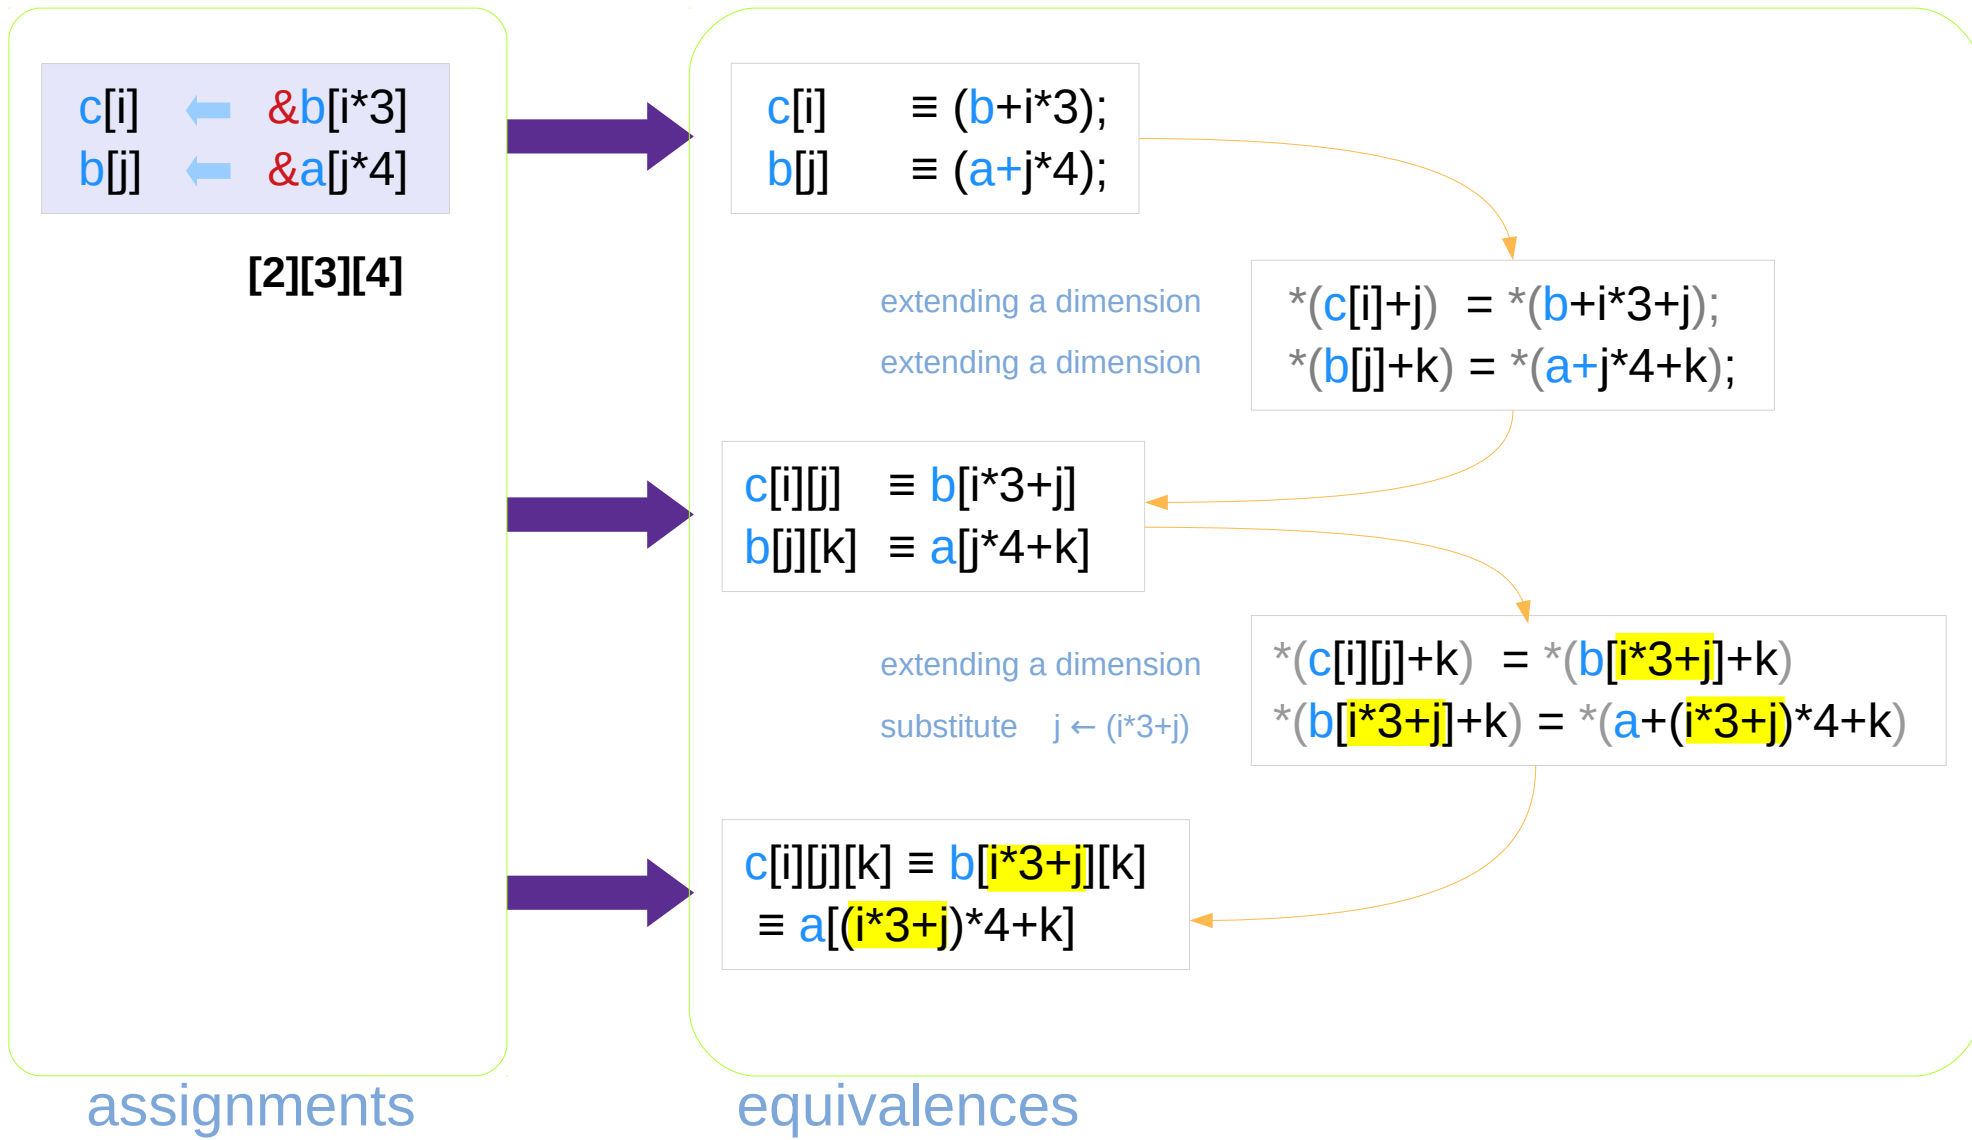 c[i] ⬅ &b[i*3]
b[j] ⬅ &a[j*4]
[2][3][4]
assignments
c[i] ≡ (b+i*3);
b[j] ≡ (a+j*4);
extending a dimension
extending a dimension
*(c[i]+j) = *(b+i*3+j);
*(b[j]+k) = *(a+j*4+k);
c[i][j] ≡ b[i*3+j]
b[j][k] ≡ a[j*4+k]
extending a dimension
substitute j ← (i*3+j)
*(c[i][j]+k) = *(b[i*3+j]+k)
*(b[i*3+j]+k) = *(a+(i*3+j)*4+k)
c[i][j][k] ≡ b[i*3+j][k]
≡ a[(i*3+j)*4+k]
equivalences